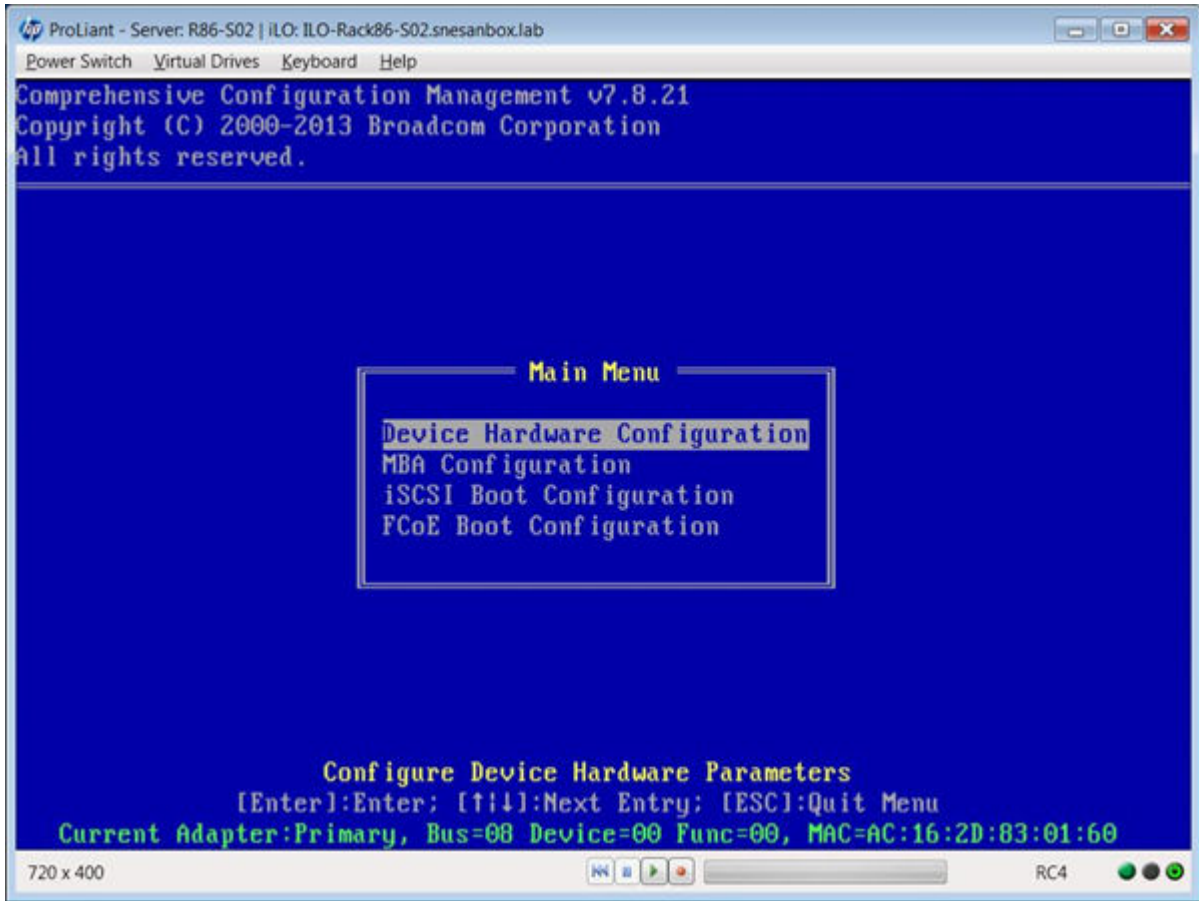 ProLiant - Server: R86-S02 | iLO: ILO-Rack86-S02.snesanbox.lab
Power Switch Virtual Drives Keyboard Help
Comprehensive Configuration Management v7.8.21
Copyright (C) 2000-2013 Broadcom Corporation
All rights reserved.
Main Menu
Device Hardware Configuration
MBA Configuration
iSCSI Boot Configuration
FCoE Boot Configuration
Configure Device Hardware Parameters
[Enter]:Enter; [↑|↓]:Next Entry; [ESC]:Quit Menu
Current Adapter:Primary, Bus=08 Device=00 Func=00, MAC=AC:16:2D:83:01:60
720 x 400 RC4